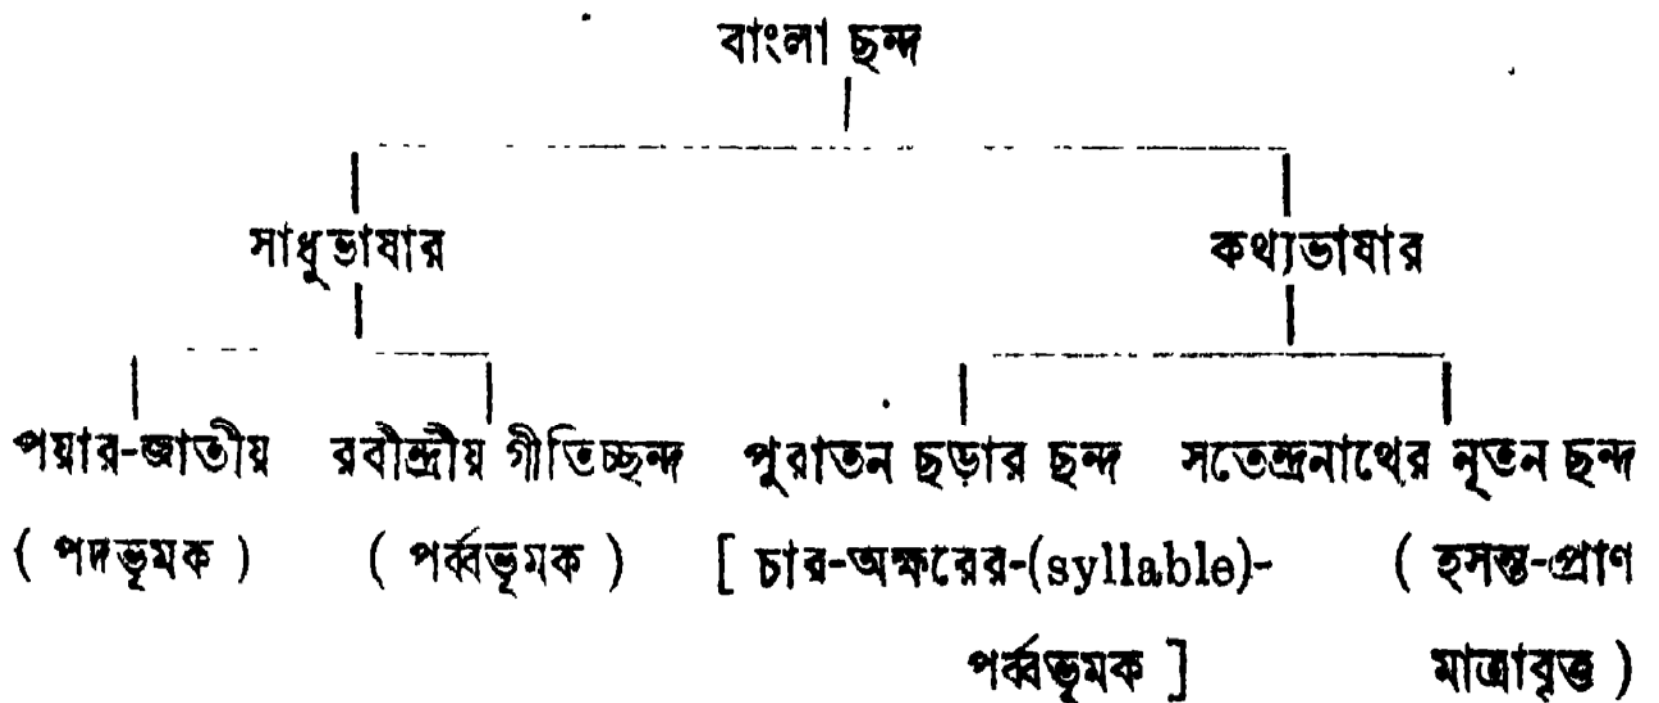 বাংলা ছন্দ
সাধুভাষার কথ্যভাষার
পয়ার-জাতীয় রবীন্দ্রীয় গীতিচ্ছন্দ পুরাতন ছড়ার ছন্দ সতেন্দ্রনাথের নূতন ছন্দ
( পদভূমক ) ( পর্ব্বভূমক ) [ চার-অক্ষরের-(syllable)- ( হসন্ত-প্রাণ
পর্ব্বভূমক ] মাত্রাবৃত্ত )